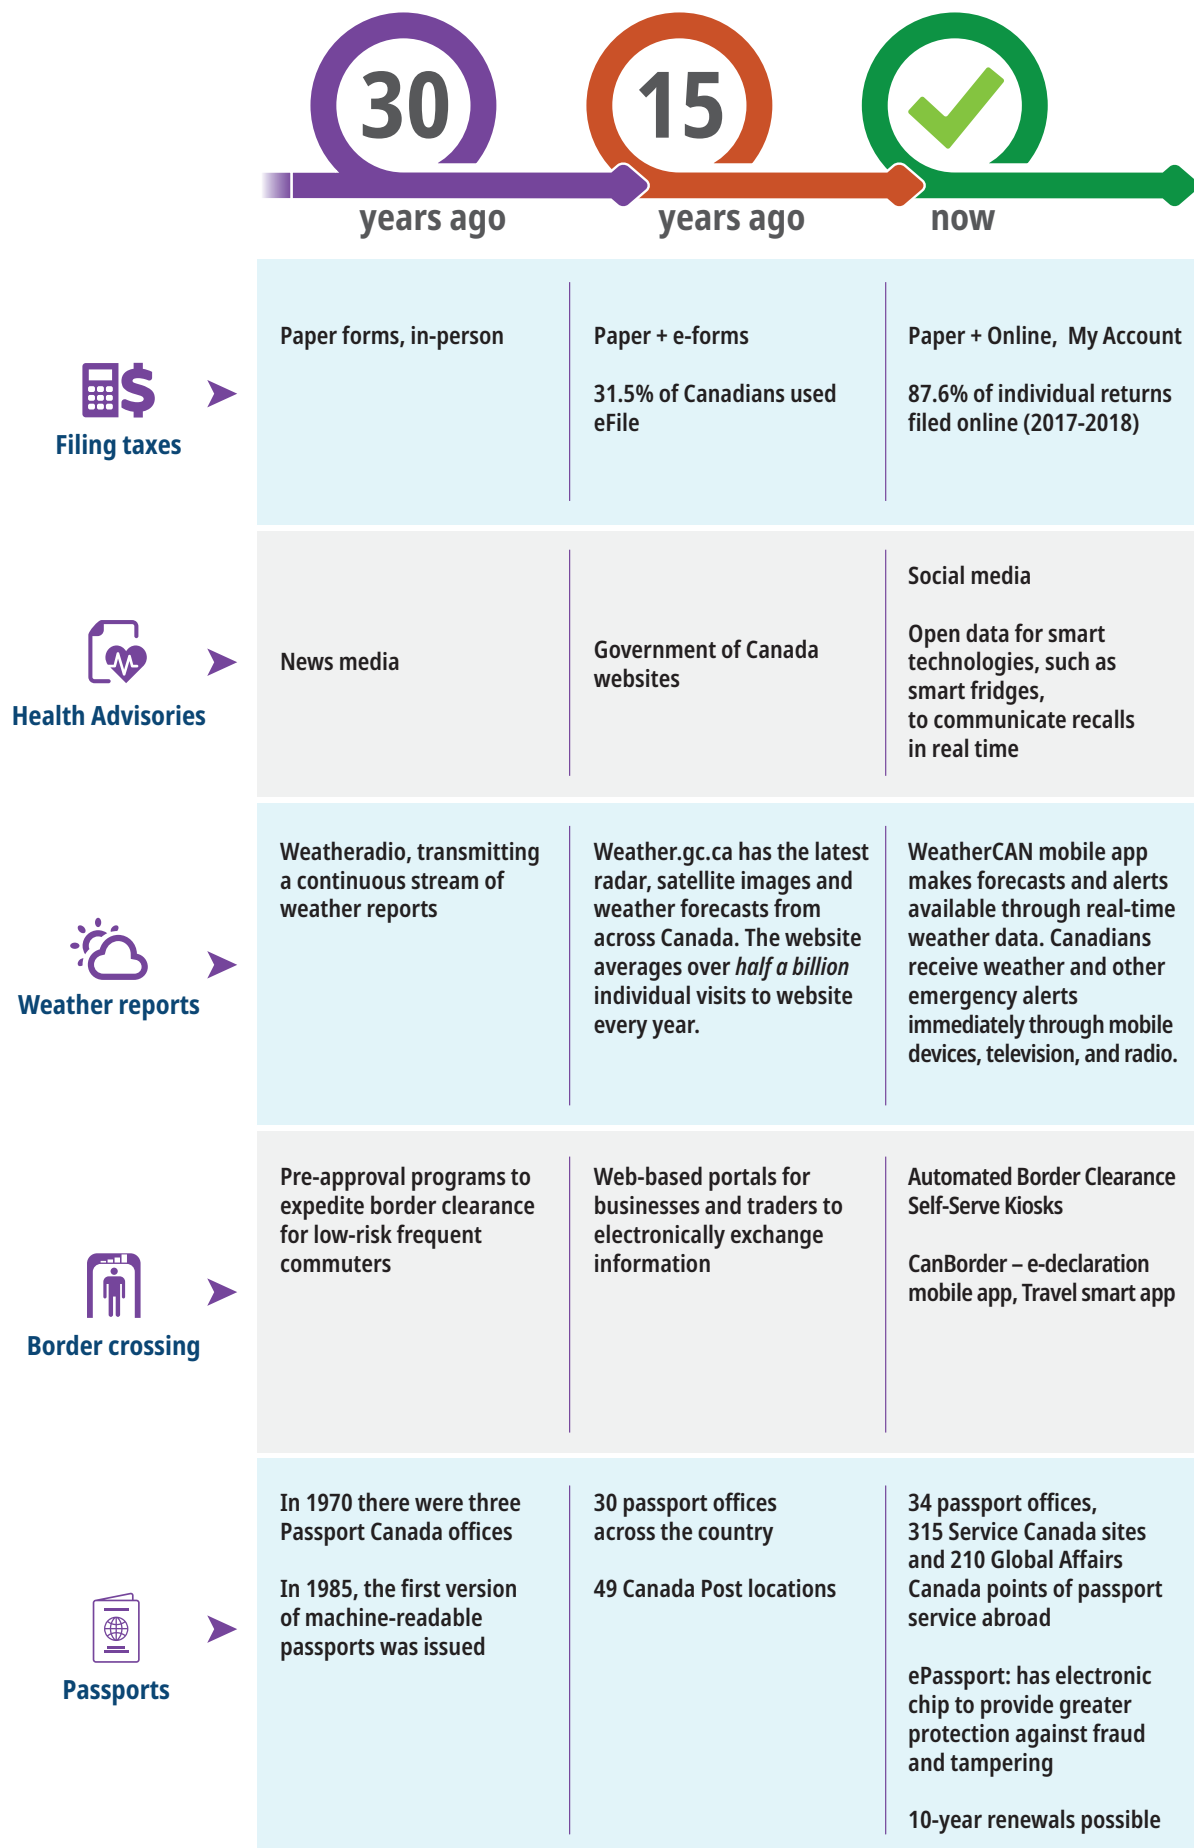 30
15
years ago
years ago
now
Filing taxes
Paper forms, in-person
Paper + e-forms
31.5% of Canadians used
eFile
Paper + Online, My Account
87.6% of individual returns
filed online (2017-2018)
Health Advisories
News media
Government of Canada
websites
Social media
Open data for smart
technologies, such as
smart fridges,
to communicate recalls
in real time
Weather reports
Weatheradio, transmitting
a continuous stream of
weather reports
Weather.gc.ca has the latest
radar, satellite images and
weather forecasts from
across Canada. The website
averages over half a billion
individual visits to website
every year.
WeatherCAN mobile app
makes forecasts and alerts
available through real-time
weather data. Canadians
receive weather and other
emergency alerts
immediately through mobile
devices, television, and radio.
Border crossing
Pre-approval programs to
expedite border clearance
for low-risk frequent
commuters
Web-based portals for
businesses and traders to
electronically exchange
information
Automated Border Clearance
Self-Serve Kiosks
CanBorder – e-declaration
mobile app, Travel smart app
Passports
In 1970 there were three
Passport Canada offices
In 1985, the first version
of machine-readable
passports was issued
30 passport offices
across the country
49 Canada Post locations
34 passport offices,
315 Service Canada sites
and 210 Global Affairs
Canada points of passport
service abroad
ePassport: has electronic
chip to provide greater
protection against fraud
and tampering
10-year renewals possible